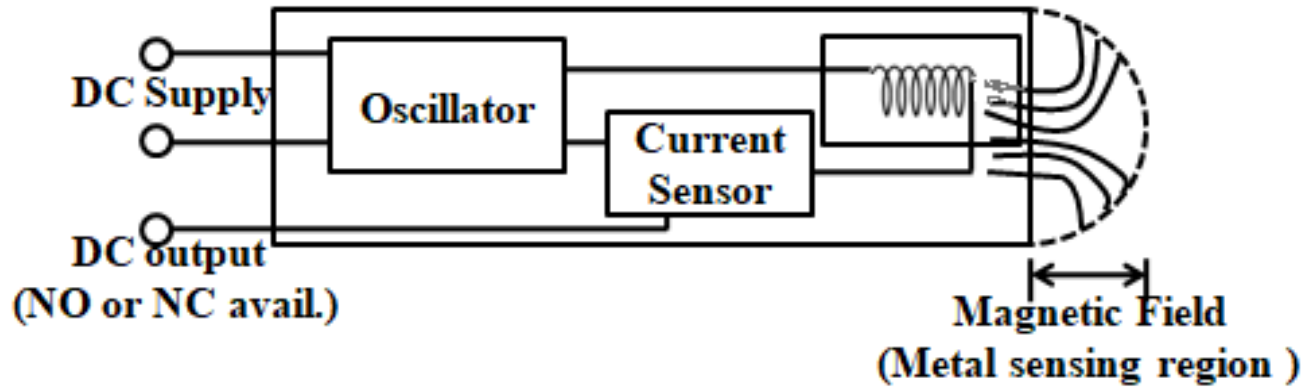 DC Supply
Oscillator
Current
Sensor
DC output
(NO or NC avail.)
Magnetic Field
(Metal sensing region )